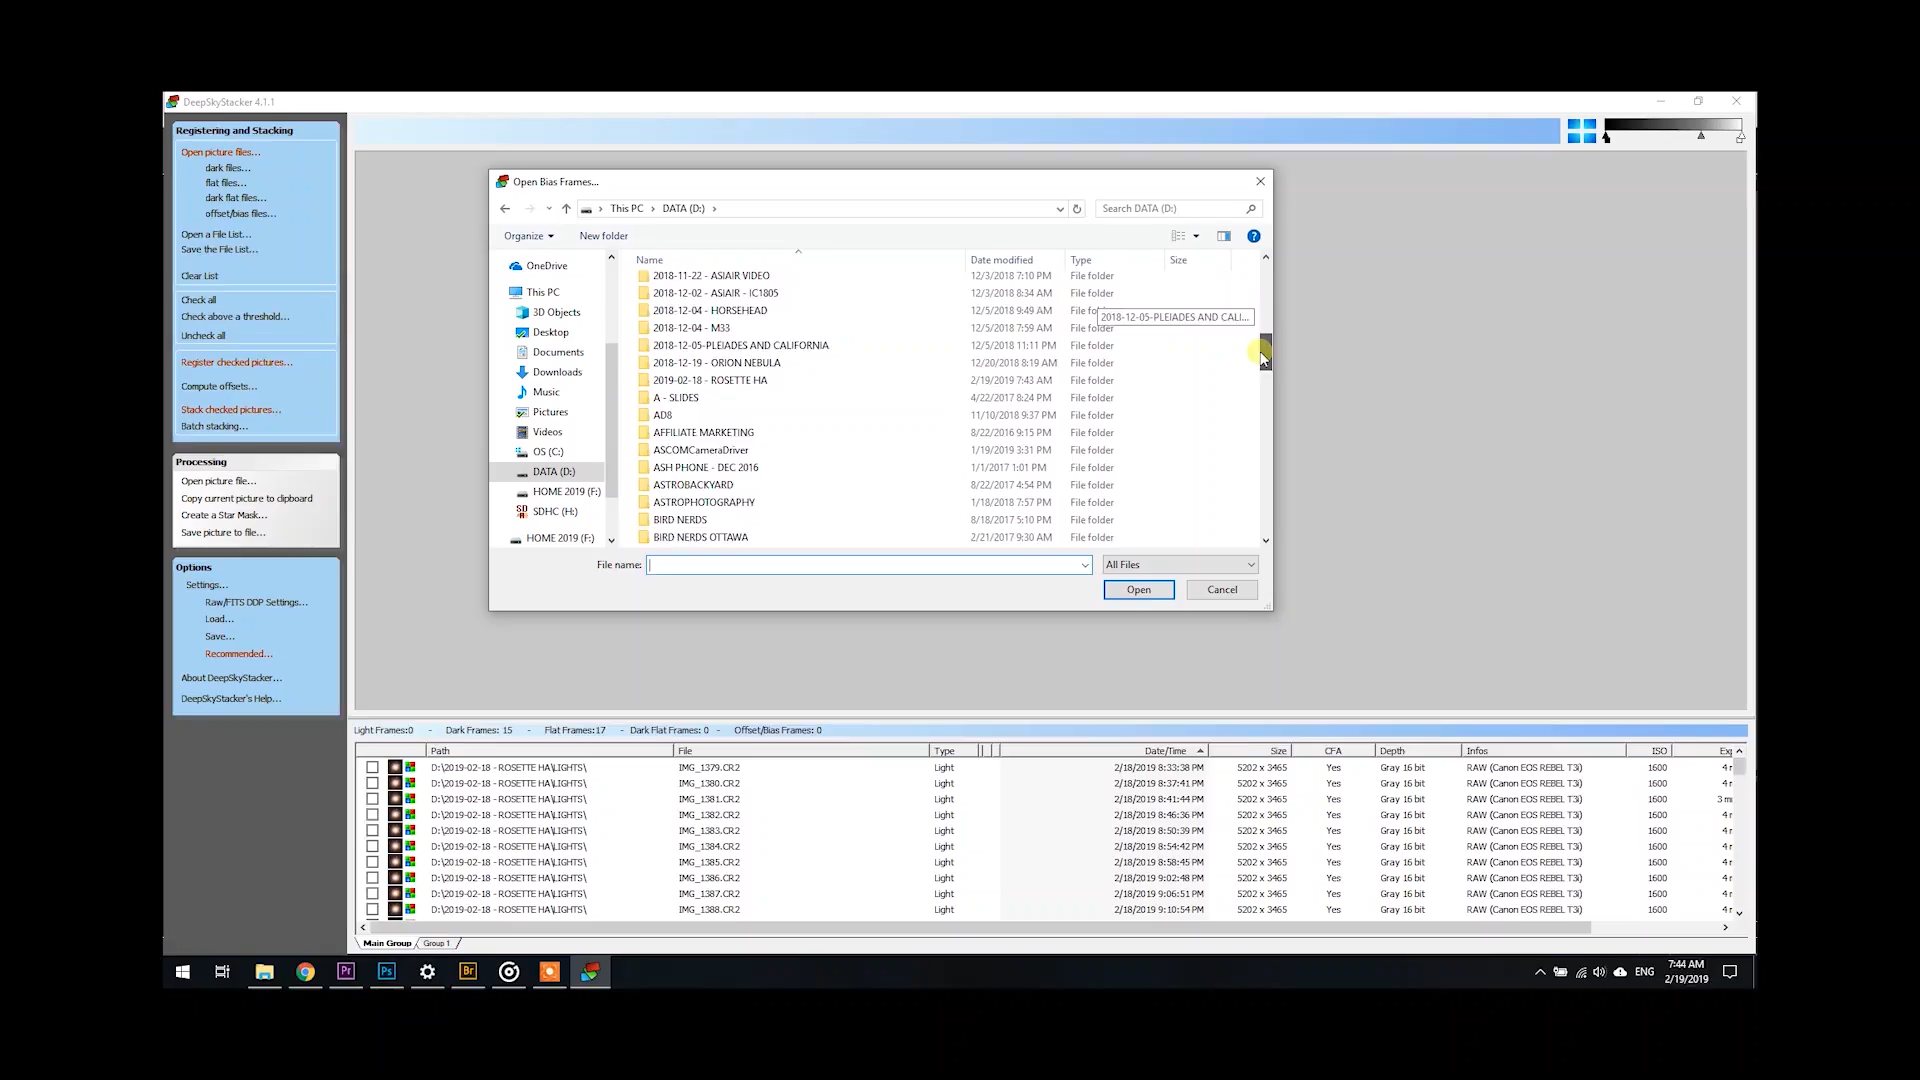 DeepSkyStacker 4.1.1
Registering and Stacking
Open picture files...
dark files...
flat files...
dark flat files...
offset/bias files...
Open a File List...
Save the File List...
Clear List
Check all
Check above a threshold...
Uncheck all
Register checked pictures...
Compute offsets...
Stack checked pictures...
Batch stacking...
Processing
Open picture file...
Copy current picture to clipboard
Create a Star Mask...
Save picture to file...
Options
Settings...
Raw/FITS DDP Settings...
Load...
Save...
Recommended...
About DeepSkyStacker...
DeepSkyStacker's Help...
Open Bias Frames...
This PC > DATA (D:) >
Search DATA (D:)
Organize
New folder
OneDrive
This PC
3D Objects
Desktop
Documents
Downloads
Music
Pictures
Videos
OS (C:)
DATA (D:)
HOME 2019 (F:)
SDHC (H:)
HOME 2019 (F:)
Name Date modified Type Size
2018-11-22 - ASIAIR VIDEO 12/3/2018 7:10 PM File folder
2018-12-02 - ASIAIR - IC1805 12/3/2018 8:34 AM File folder
2018-12-04 - HORSEHEAD 12/5/2018 9:49 AM File fo
2018-12-05-PLEIADES AND CALI...
2018-12-04 - M33 12/5/2018 7:59 AM File folder
2018-12-05-PLEIADES AND CALIFORNIA 12/5/2018 11:11 PM File folder
2018-12-19 - ORION NEBULA 12/20/2018 8:19 AM File folder
2019-02-18 - ROSETTE HA 2/19/2019 7:43 AM File folder
A - SLIDES 4/22/2017 8:24 PM File folder
AD8 11/10/2018 9:37 PM File folder
AFFILIATE MARKETING 8/22/2016 9:15 PM File folder
ASCOMCameraDriver 1/19/2019 3:31 PM File folder
ASH PHONE - DEC 2016 1/1/2017 1:01 PM File folder
ASTROBACKYARD 8/22/2017 4:54 PM File folder
ASTROPHOTOGRAPHY 1/18/2018 7:57 PM File folder
BIRD NERDS 8/18/2017 5:10 PM File folder
BIRD NERDS OTTAWA 2/21/2017 9:30 AM File folder
File name:
All Files
Open
Cancel
Light Frames:0 - Dark Frames: 15 - Flat Frames:17 - Dark Flat Frames: 0 - Offset/Bias Frames: 0
Path File Type Date/Time Size CFA Depth Infos ISO Exp
D:\2019-02-18 - ROSETTE HA\LIGHTS\ IMG_1379.CR2 Light 2/18/2019 8:33:38 PM 5202 x 3465 Yes Gray 16 bit RAW (Canon EOS REBEL T3i) 1600 4 r
D:\2019-02-18 - ROSETTE HA\LIGHTS\ IMG_1380.CR2 Light 2/18/2019 8:37:41 PM 5202 x 3465 Yes Gray 16 bit RAW (Canon EOS REBEL T3i) 1600 4 r
D:\2019-02-18 - ROSETTE HA\LIGHTS\ IMG_1381.CR2 Light 2/18/2019 8:41:44 PM 5202 x 3465 Yes Gray 16 bit RAW (Canon EOS REBEL T3i) 1600 3 m
D:\2019-02-18 - ROSETTE HA\LIGHTS\ IMG_1382.CR2 Light 2/18/2019 8:46:36 PM 5202 x 3465 Yes Gray 16 bit RAW (Canon EOS REBEL T3i) 1600 4 r
D:\2019-02-18 - ROSETTE HA\LIGHTS\ IMG_1383.CR2 Light 2/18/2019 8:50:39 PM 5202 x 3465 Yes Gray 16 bit RAW (Canon EOS REBEL T3i) 1600 4 r
D:\2019-02-18 - ROSETTE HA\LIGHTS\ IMG_1384.CR2 Light 2/18/2019 8:54:42 PM 5202 x 3465 Yes Gray 16 bit RAW (Canon EOS REBEL T3i) 1600 4 r
D:\2019-02-18 - ROSETTE HA\LIGHTS\ IMG_1385.CR2 Light 2/18/2019 8:58:45 PM 5202 x 3465 Yes Gray 16 bit RAW (Canon EOS REBEL T3i) 1600 4 r
D:\2019-02-18 - ROSETTE HA\LIGHTS\ IMG_1386.CR2 Light 2/18/2019 9:02:48 PM 5202 x 3465 Yes Gray 16 bit RAW (Canon EOS REBEL T3i) 1600 4 r
D:\2019-02-18 - ROSETTE HA\LIGHTS\ IMG_1387.CR2 Light 2/18/2019 9:06:51 PM 5202 x 3465 Yes Gray 16 bit RAW (Canon EOS REBEL T3i) 1600 4 r
D:\2019-02-18 - ROSETTE HA\LIGHTS\ IMG_1388.CR2 Light 2/18/2019 9:10:54 PM 5202 x 3465 Yes Gray 16 bit RAW (Canon EOS REBEL T3i) 1600 4 r
Main Group Group 1
Pr Ps Br
ENG
7:44 AM
2/19/2019